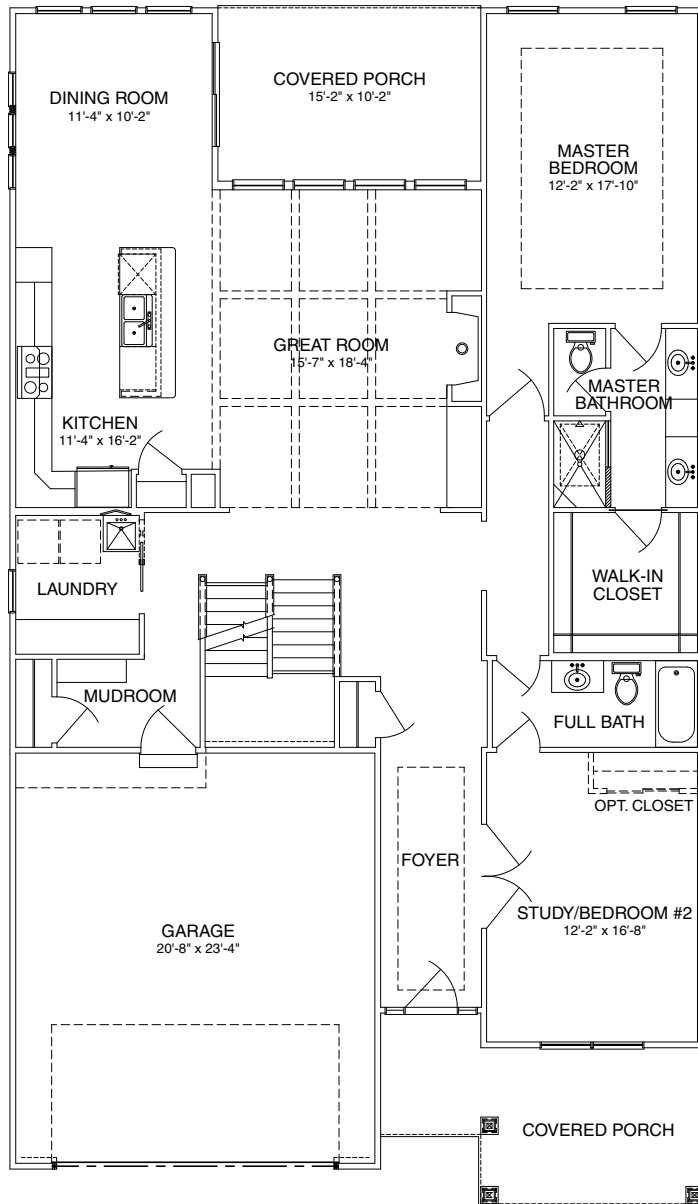 DINING ROOM
11'-4" x 10'-2"
COVERED PORCH
15'-2" x 10'-2"
MASTER
BEDROOM
12'-2" x 17'-10"
GREAT ROOM
15'-7" x 18'-4"
MASTER
BATHROOM
KITCHEN
11'-4" x 16'-2"
LAUNDRY
WALK-IN
CLOSET
MUDROOM
FULL BATH
OPT. CLOSET
FOYER
STUDY/BEDROOM #2
12'-2" x 16'-8"
GARAGE
20'-8" x 23'-4"
COVERED PORCH